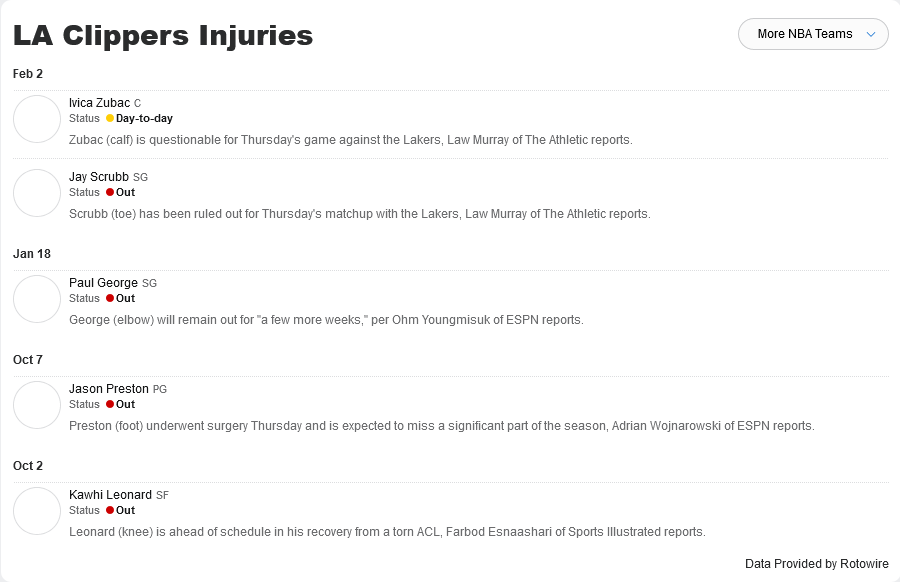 LA Clippers Injuries
More NBA Teams
Feb 2
Ivica Zubac C
Status Day-to-day
Zubac (calf) is questionable for Thursday's game against the Lakers, Law Murray of The Athletic reports.
Jay Scrubb SG
Status Out
Scrubb (toe) has been ruled out for Thursday's matchup with the Lakers, Law Murray of The Athletic reports.
Jan 18
Paul George SG
Status Out
George (elbow) will remain out for "a few more weeks," per Ohm Youngmisuk of ESPN reports.
Oct 7
Jason Preston PG
Status Out
Preston (foot) underwent surgery Thursday and is expected to miss a significant part of the season, Adrian Wojnarowski of ESPN reports.
Oct 2
Kawhi Leonard SF
Status Out
Leonard (knee) is ahead of schedule in his recovery from a torn ACL, Farbod Esnaashari of Sports Illustrated reports.
Data Provided by Rotowire